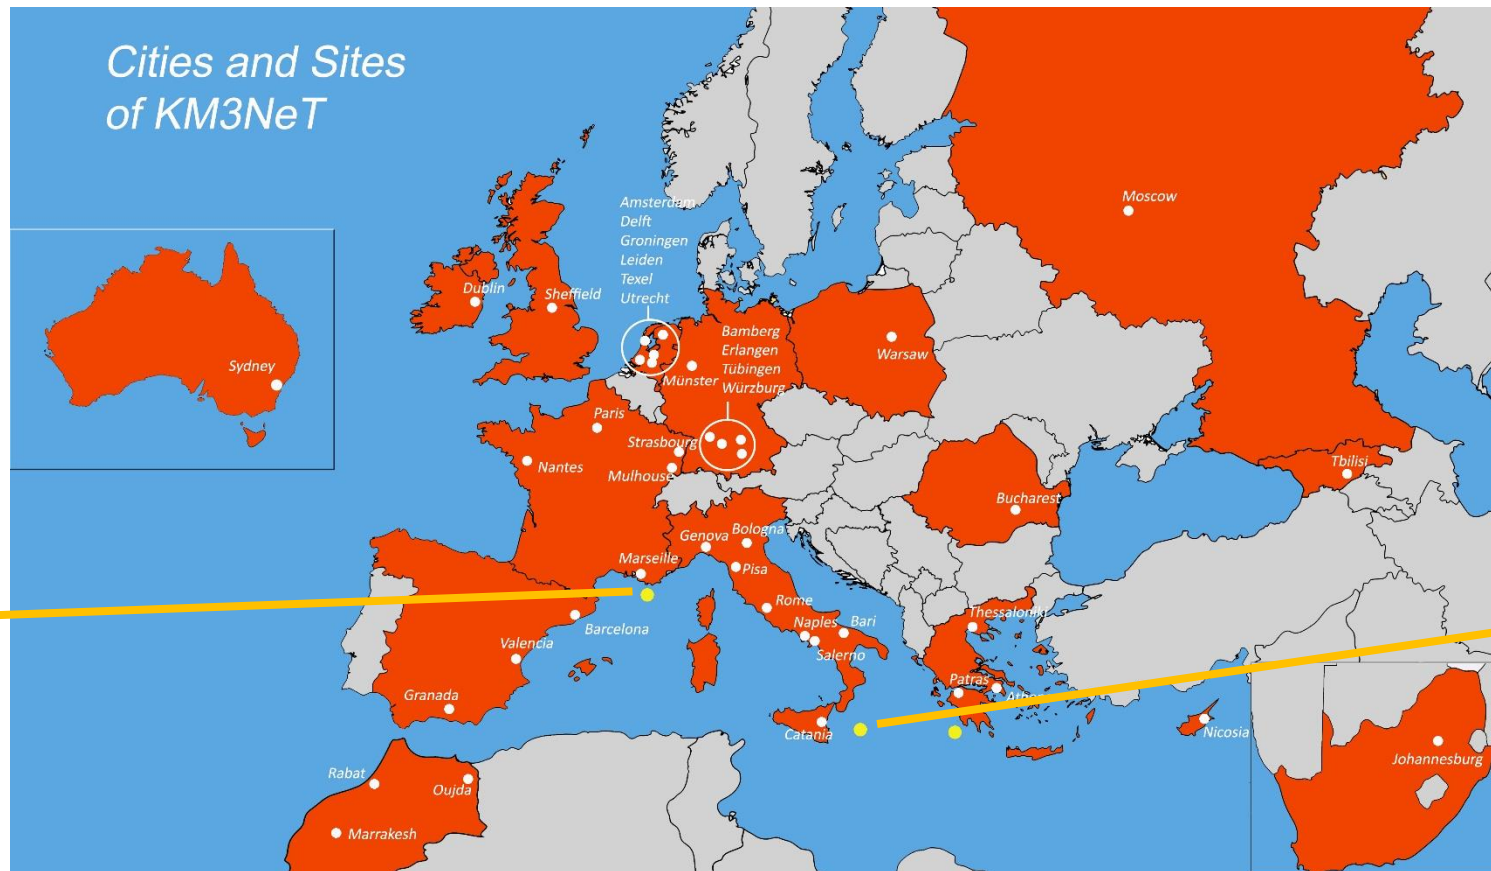 Cities and Sites
of KM3NeT
Moscow
Amsterdam
Delft
Groningen
Leiden
Texel
Utrecht
Dublin
Sheffield
Bamberg
Erlangen
Tübingen
Würzburg
Warsaw
Sydney
Münster
Paris
Strasbourg
Nantes
Mulhouse
Tbilisi
Bucharest
Genova
Bologna
Marseille
Pisa
Rome
Naples
Bari
Thessaloniki
Barcelona
Valencia
Salerno
Patras
Granada
Catania
Nicosia
Johannesburg
Rabat
Oujda
Marrakesh